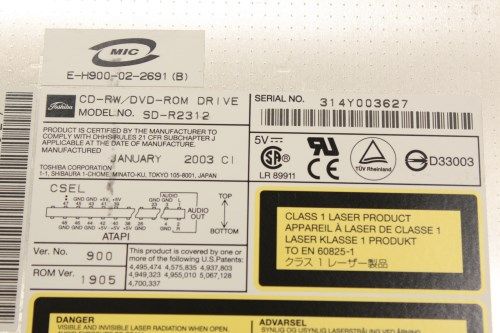 MIC
E-H900-02-2691 (B)
Toshiba
CD-RW/DVD-ROM DRIVE
MODEL NO. SD-R2312
SERIAL NO.
314Y003627
PRODUCT IS CERTIFIED BY THE MANUFACTURER
TO COMPLY WITH DHHSRULES 21 CFR SUBCHAPTER J
APPLICABLE AT THE DATE OF MANUFACTURE.
MANUFACTURED
JANUARY 2003 CI
TOSHIBA CORPORATION
1-1, SHIBAURA 1-CHOME, MINATO-KU, TOKYO 105-8001, JAPAN
5V
LR 89911
TÜV Rheinland
D33003
CSEL
AUDIO
TOP
AUDIO
OUT
BOTTOM
ATAPI
Ver. No. 900
ROM Ver. 1905
This product is covered by one or
more of the following U.S.Patents:
4,495,474 4,575,835 4,937,803
4,949,323 4,955,010 5,067,128
4,700,337
CLASS 1 LASER PRODUCT
APPAREIL À LASER DE CLASSE 1
LASER KLASSE 1 PRODUKT
TO EN 60825-1
クラス 1 レーザー製品
DANGER
VISIBLE AND INVISIBLE LASER RADIATION WHEN OPEN
ADVARSEL
SYNLIG OG USYNLIG LASERSTRÅLING